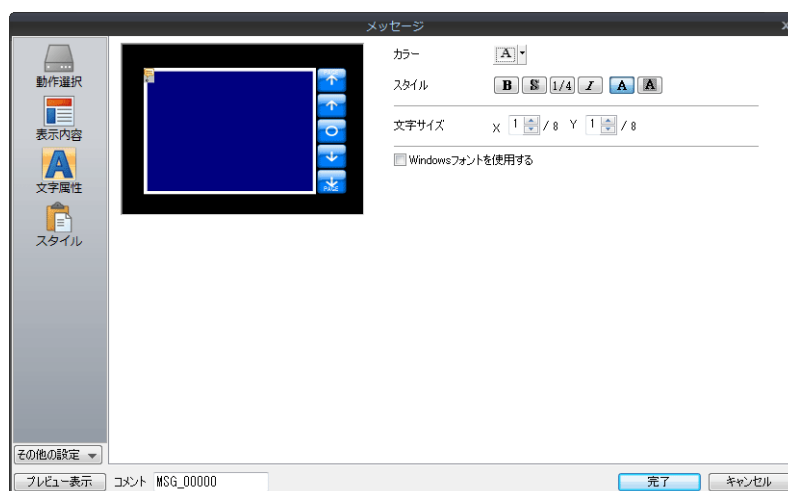 メッセージ
動作選択
表示内容
文字属性
スタイル
その他の設定
カラー A
スタイル B S 1/4 I A A
文字サイズ X 1 / 8 Y 1 / 8
Windowsフォントを使用する
PAGE
プレビュー表示 コメント MSG_00000 完了 キャンセル